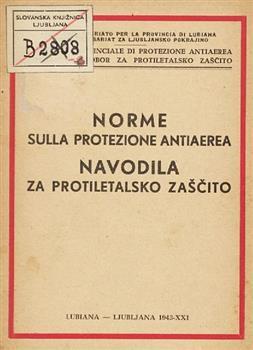 SLOVANSKA KNJIŽNICA
LJUBLJANA
B 2808
RIATO PER LA PROVINCIA DI LUBIANA
SARIAT ZA LJUBLJANSKO POKRAJINO
ENCIALE DI PROTEZIONE ANTIAEREA
ODBOR ZA PROTILETALSKO ZAŠČITO
NORME
SULLA PROTEZIONE ANTIAEREA
NAVODILA
ZA PROTILETALSKO ZAŠČITO
LUBIANA — LJUBLJANA 1943-XXI